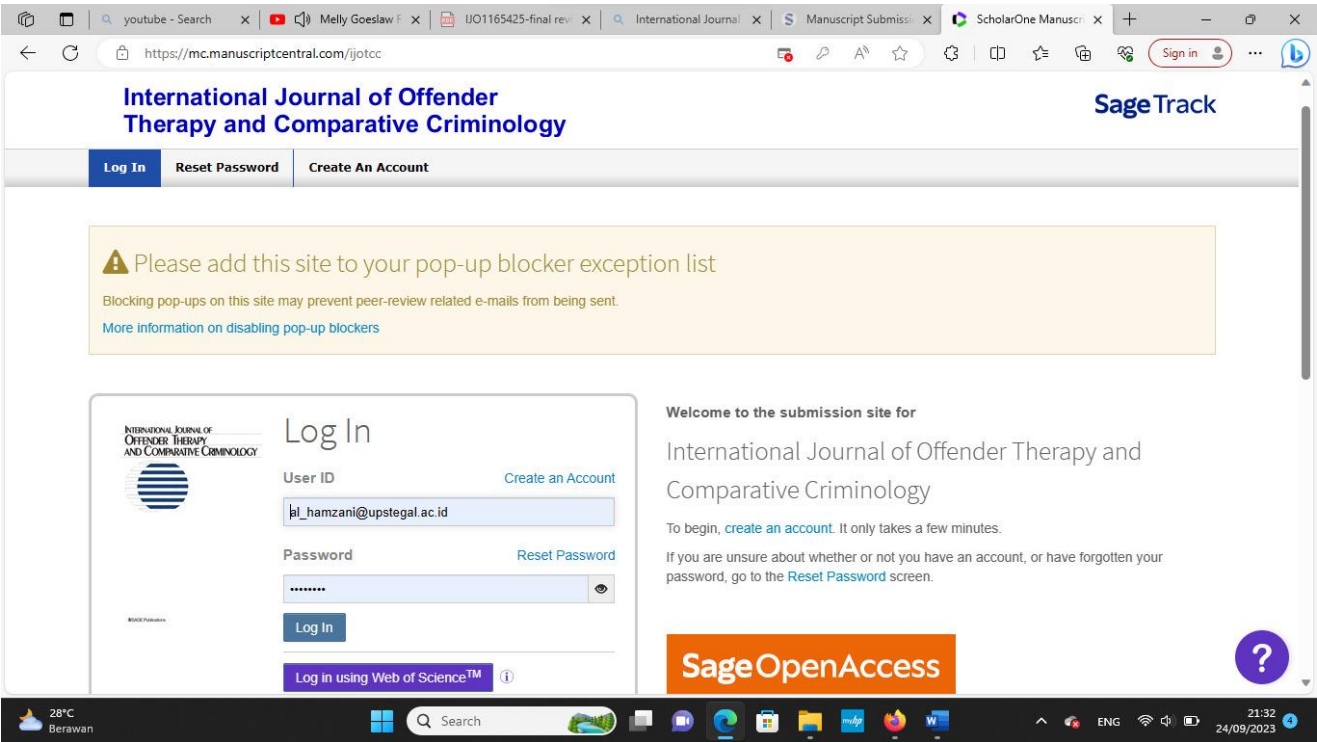 youtube - Search
Melly Goeslaw F
IJO1165425-final rev
International Journal
Manuscript Submissi
ScholarOne Manuscri
https://mc.manuscriptcentral.com/ijotcc
Sign in
International Journal of Offender
Therapy and Comparative Criminology
Sage Track
Log In Reset Password Create An Account
Please add this site to your pop-up blocker exception list
Blocking pop-ups on this site may prevent peer-review related e-mails from being sent.
More information on disabling pop-up blockers
INTERNATIONAL JOURNAL OF
OFFENDER THERAPY
AND COMPARATIVE CRIMINOLOGY
Log In
User ID Create an Account
al_hamzani@upstegal.ac.id
Password Reset Password
••••••••
Log In
Log in using Web of Science™
Welcome to the submission site for
International Journal of Offender Therapy and
Comparative Criminology
To begin, create an account. It only takes a few minutes.
If you are unsure about whether or not you have an account, or have forgotten your
password, go to the Reset Password screen.
Sage Open Access
?
28°C
Berawan
Search
ENG
21:32
24/09/2023
4